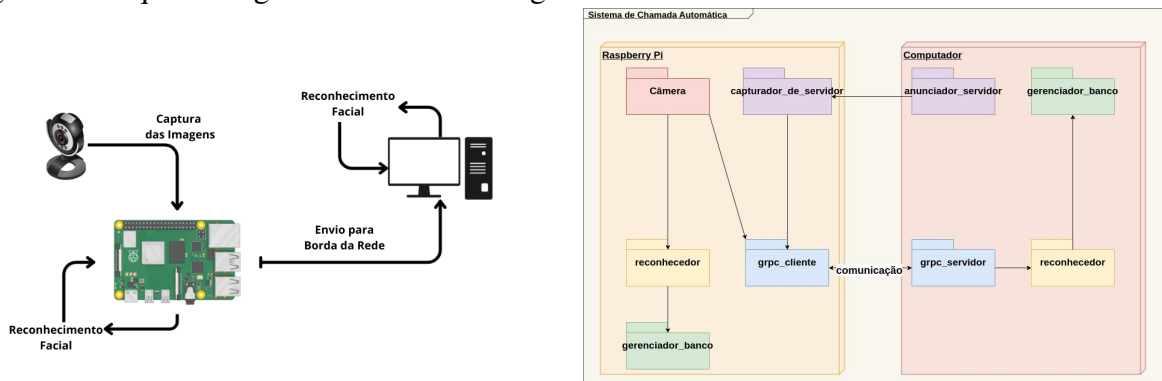 Captura
das Imagens
Reconhecimento
Facial
Envio para
Borda da Rede
Reconhecimento
Facial
Sistema de Chamada Automática
Raspberry Pi
Computador
Câmera
capturador_de_servidor
anunciador_servidor
gerenciador_banco
reconhecedor
grpc_cliente
comunicação
grpc_servidor
reconhecedor
gerenciador_banco